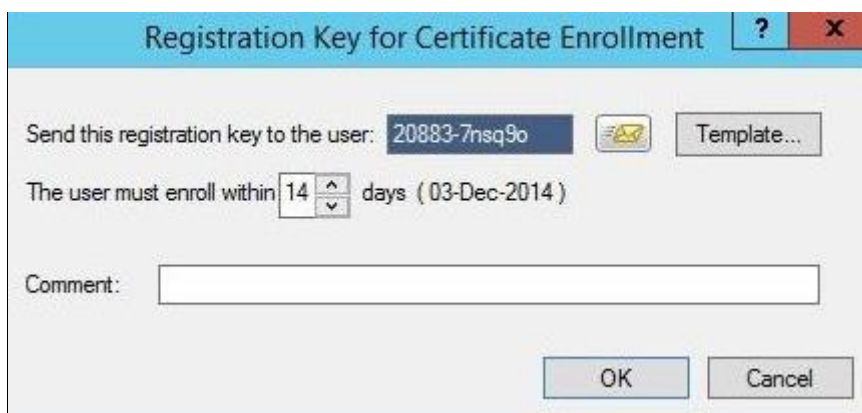 Registration Key for Certificate Enrollment ? x
Send this registration key to the user: 20883-7nsq9o Template...
The user must enroll within 14 days ( 03-Dec-2014 )
Comment:
OK Cancel